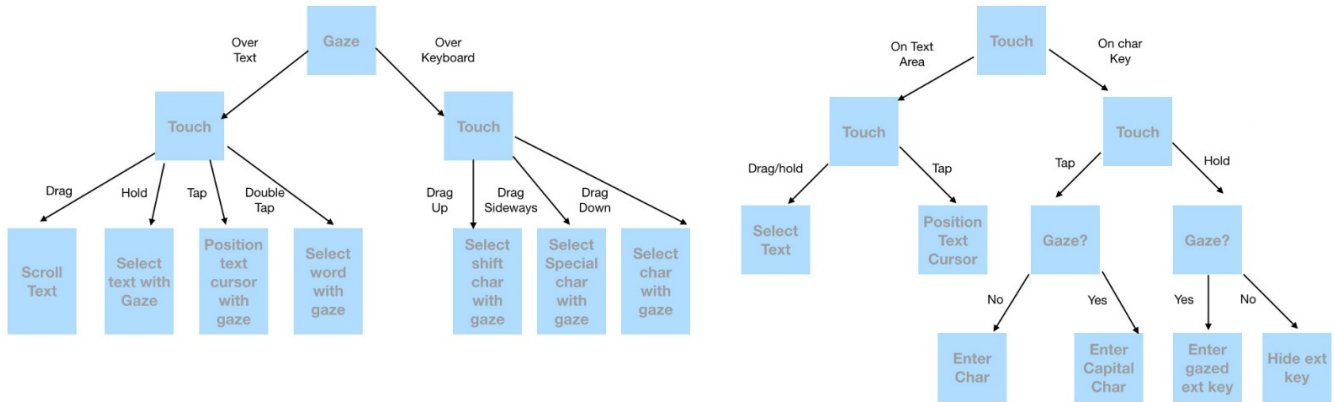 Gaze
Over
Text
Over
Keyboard
Touch
Touch
Drag
Hold
Tap
Double
Tap
Drag
Up
Drag
Sideways
Drag
Down
Scroll
Text
Select
text with
Gaze
Position
text
cursor
with
gaze
Select
word
with
gaze
Select
shift
char
with
gaze
Select
Special
char
with
gaze
Select
char
with
gaze
Touch
On Text
Area
On char
Key
Touch
Touch
Drag/hold
Tap
Tap
Hold
Select
Text
Position
Text
Cursor
Gaze?
Gaze?
No
Yes
Yes
No
Enter
Char
Enter
Capital
Char
Enter
gazed
ext key
Hide ext
key